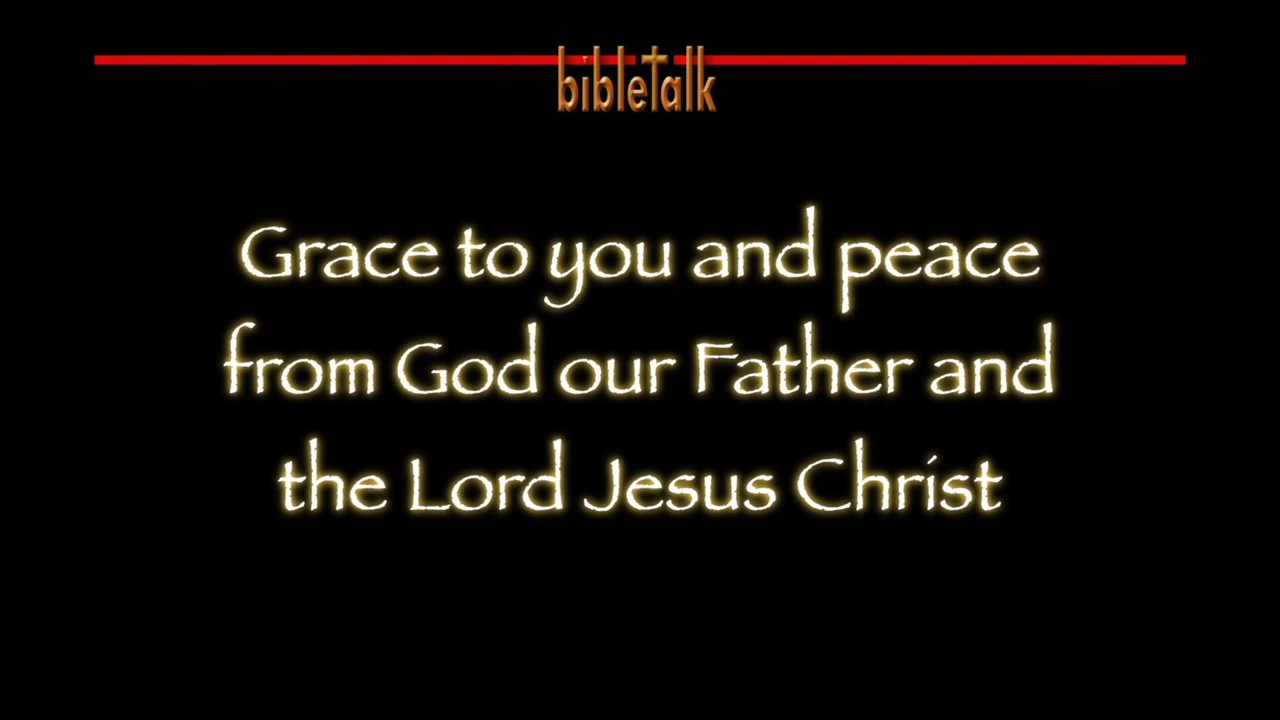 bibleTalk
Grace to you and peace
from God our Father and
the Lord Jesus Christ